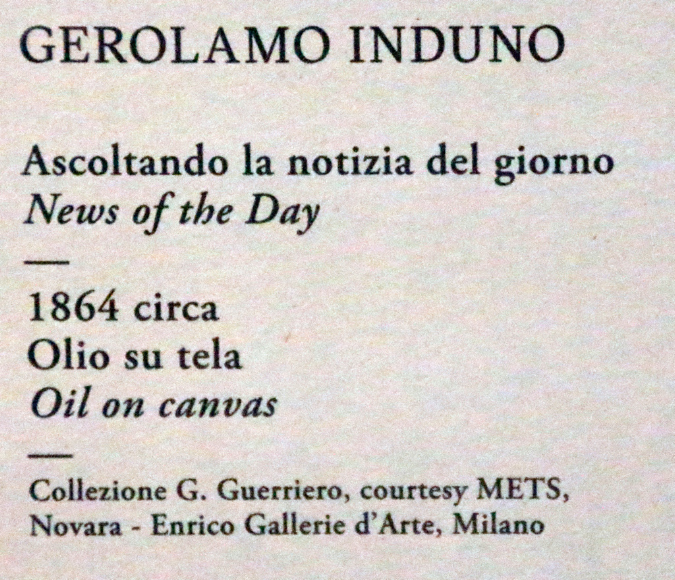 GEROLAMO INDUNO
Ascoltando la notizia del giorno
News of the Day
1864 circa
Olio su tela
Oil on canvas
Collezione G. Guerriero, courtesy METS,
Novara - Enrico Gallerie d'Arte, Milano